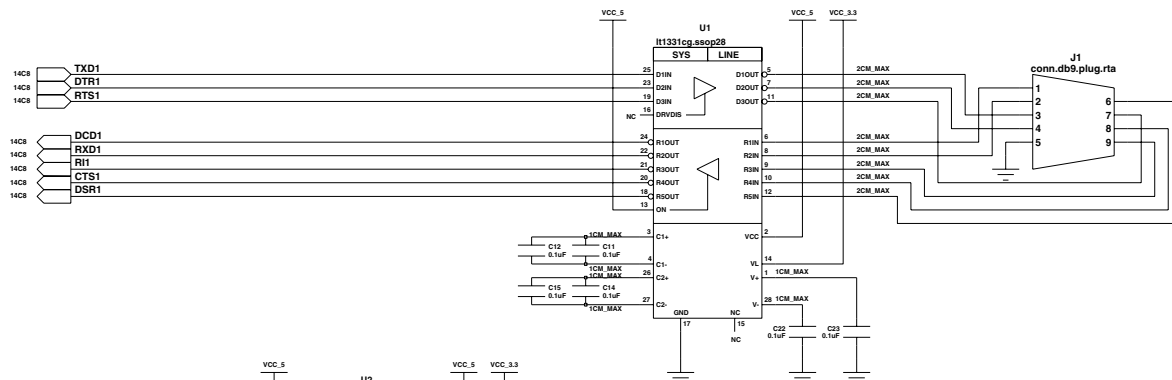 VCC_5 U1 VCC_5 VCC_3.3
lt1331cg.ssop28
SYS LINE
J1
conn.db9.plug.rta
14C8 TXD1 25 D1IN D1OUT 5 2CM_MAX
14C8 DTR1 23 D2IN D2OUT 7 2CM_MAX
14C8 RTS1 19 D3IN D3OUT 11 2CM_MAX
NC 16 DRVDIS
1 6
2 7
3 8
4 9
5
14C8 DCD1 24 R1OUT R1IN 6 2CM_MAX
14C8 RXD1 22 R2OUT R2IN 8 2CM_MAX
14C8 RI1 21 R3OUT R3IN 9 2CM_MAX
14C8 CTS1 20 R4OUT R4IN 10 2CM_MAX
14C8 DSR1 18 R5OUT R5IN 12 2CM_MAX
13 ON
1CM_MAX 3 C1+ VCC 2
C12 0.1uF
C11 0.1uF
1CM_MAX 4 C1- VL 14
1CM_MAX 26 C2+ V+ 1 1CM_MAX
C15 0.1uF
C14 0.1uF
1CM_MAX 27 C2- V- 28 1CM_MAX
GND NC
17 15
NC
C22 0.1uF
C23 0.1uF
VCC_5 VCC_5 VCC_3.3
U2